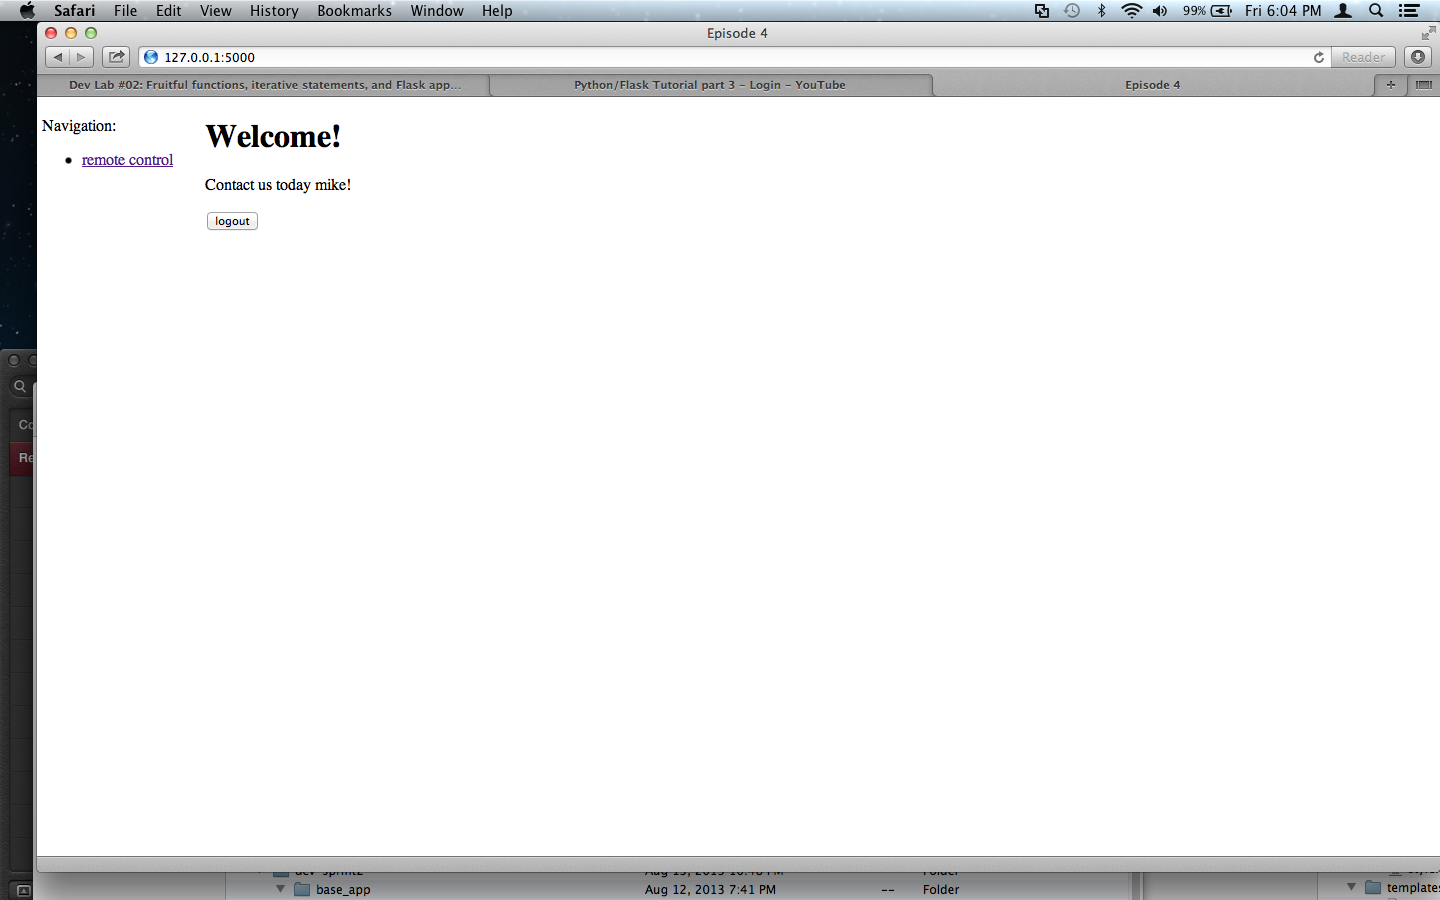 Safari File Edit View History Bookmarks Window Help 99% Fri 6:04 PM
Episode 4
127.0.0.1:5000 Reader
Dev Lab #02: Fruitful functions, iterative statements, and Flask app... Python/Flask Tutorial part 3 – Login – YouTube Episode 4 +
Navigation:
Welcome!
• remote control
Contact us today mike!
logout
Co
Re
base_app Aug 12, 2013 7:41 PM -- Folder
templates